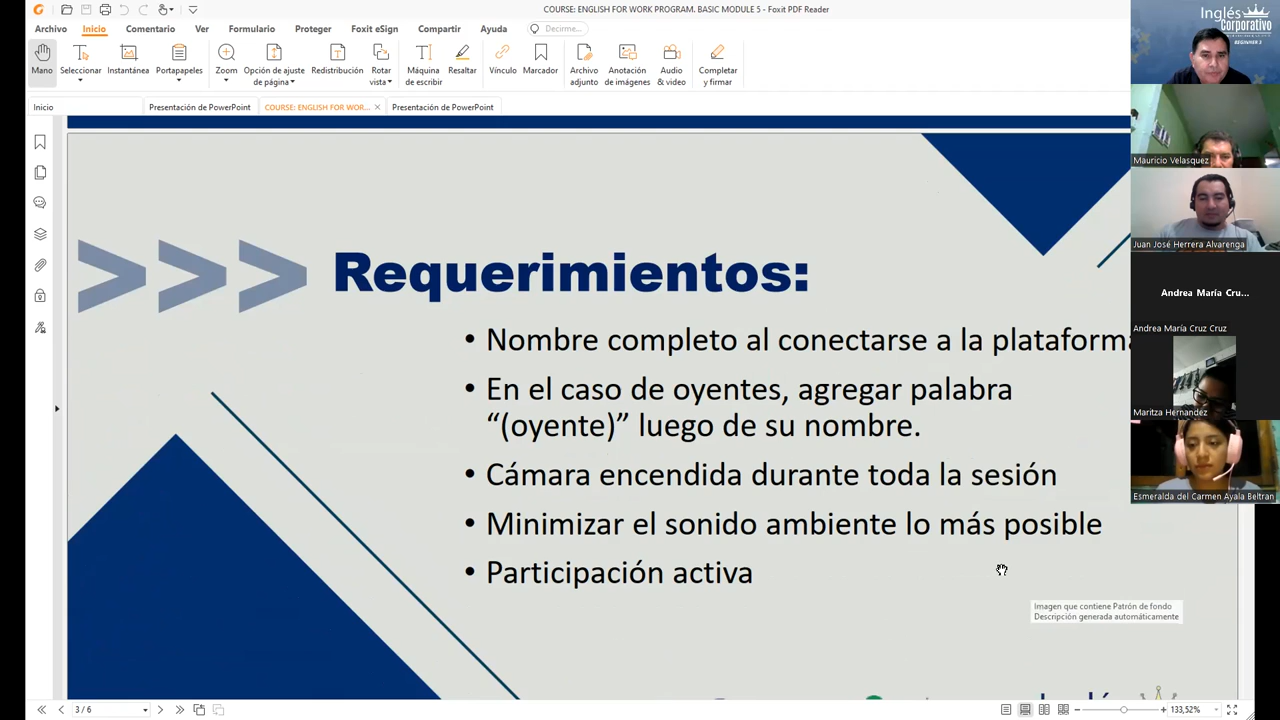 COURSE: ENGLISH FOR WORK PROGRAM. BASIC MODULE 5 - Foxit PDF Reader
Archivo Inicio Comentario Ver Formulario Proteger Foxit eSign Compartir Ayuda Decirme...
Mano
Seleccionar
Instantánea
Portapapeles
Zoom
Opción de ajuste
de página
Redistribución
Rotar
vista
Máquina
de escribir
Resaltar
Vínculo
Marcador
Archivo
adjunto
Anotación
de imágenes
Audio
& video
Completar
y firmar
Inicio
Presentación de PowerPoint
COURSE: ENGLISH FOR WOR...
Presentación de PowerPoint
>>> Requerimientos:
• Nombre completo al conectarse a la plataforma
• En el caso de oyentes, agregar palabra
“(oyente)” luego de su nombre.
• Cámara encendida durante toda la sesión
• Minimizar el sonido ambiente lo más posible
• Participación activa
Imagen que contiene Patrón de fondo
Descripción generada automáticamente
Inglés
Corporativo
BEGINNER 2
Mauricio Velasquez
Juan José Herrera Alvarenga
Andrea María Cru...
Andrea María Cruz Cruz
Maritza Hernandez
Esmeralda del Carmen Ayala Beltran
3 / 6
133,52%